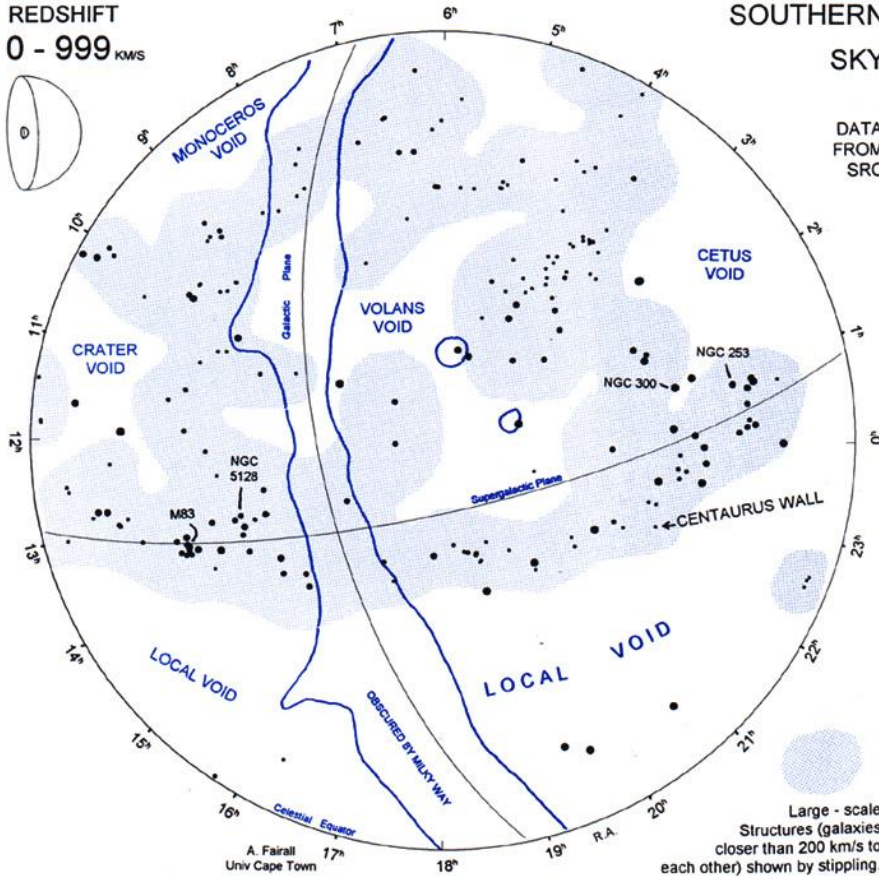 REDSHIFT
0 - 999 KM/S
SOUTHERN
SKY
DATA
FROM
SRC
6ʰ
5ʰ
4ʰ
3ʰ
2ʰ
1ʰ
0ʰ
23ʰ
22ʰ
21ʰ
20ʰ
19ʰ
18ʰ
17ʰ
16ʰ
15ʰ
14ʰ
13ʰ
12ʰ
11ʰ
10ʰ
9ʰ
8ʰ
7ʰ
MONOCEROS
VOID
Galactic Plane
VOLANS
VOID
CETUS
VOID
CRATER
VOID
NGC 253
NGC 300
NGC
5128
M83
Supergalactic Plane
CENTAURUS WALL
LOCAL VOID
LOCAL VOID
OBSCURED BY MILKY WAY
Celestial Equator
R.A.
A. Fairall
Univ Cape Town
Large - scale
Structures (galaxies
closer than 200 km/s to
each other) shown by stippling.